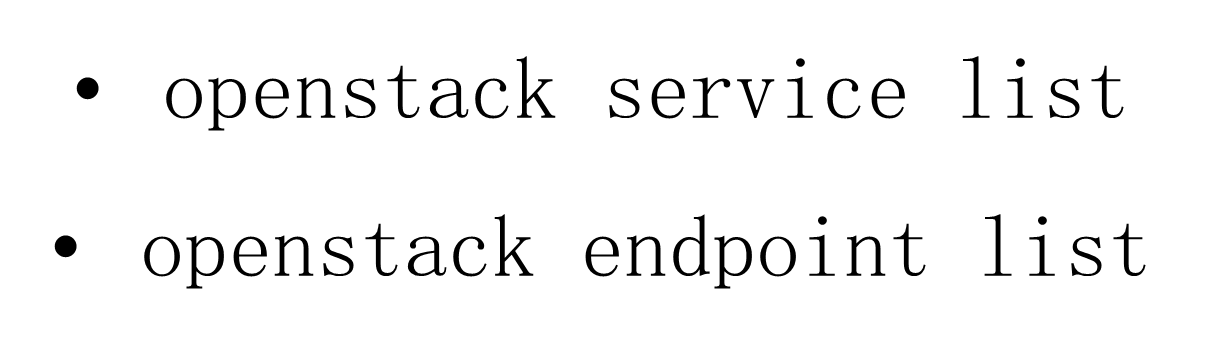 • openstack service list
• openstack endpoint list